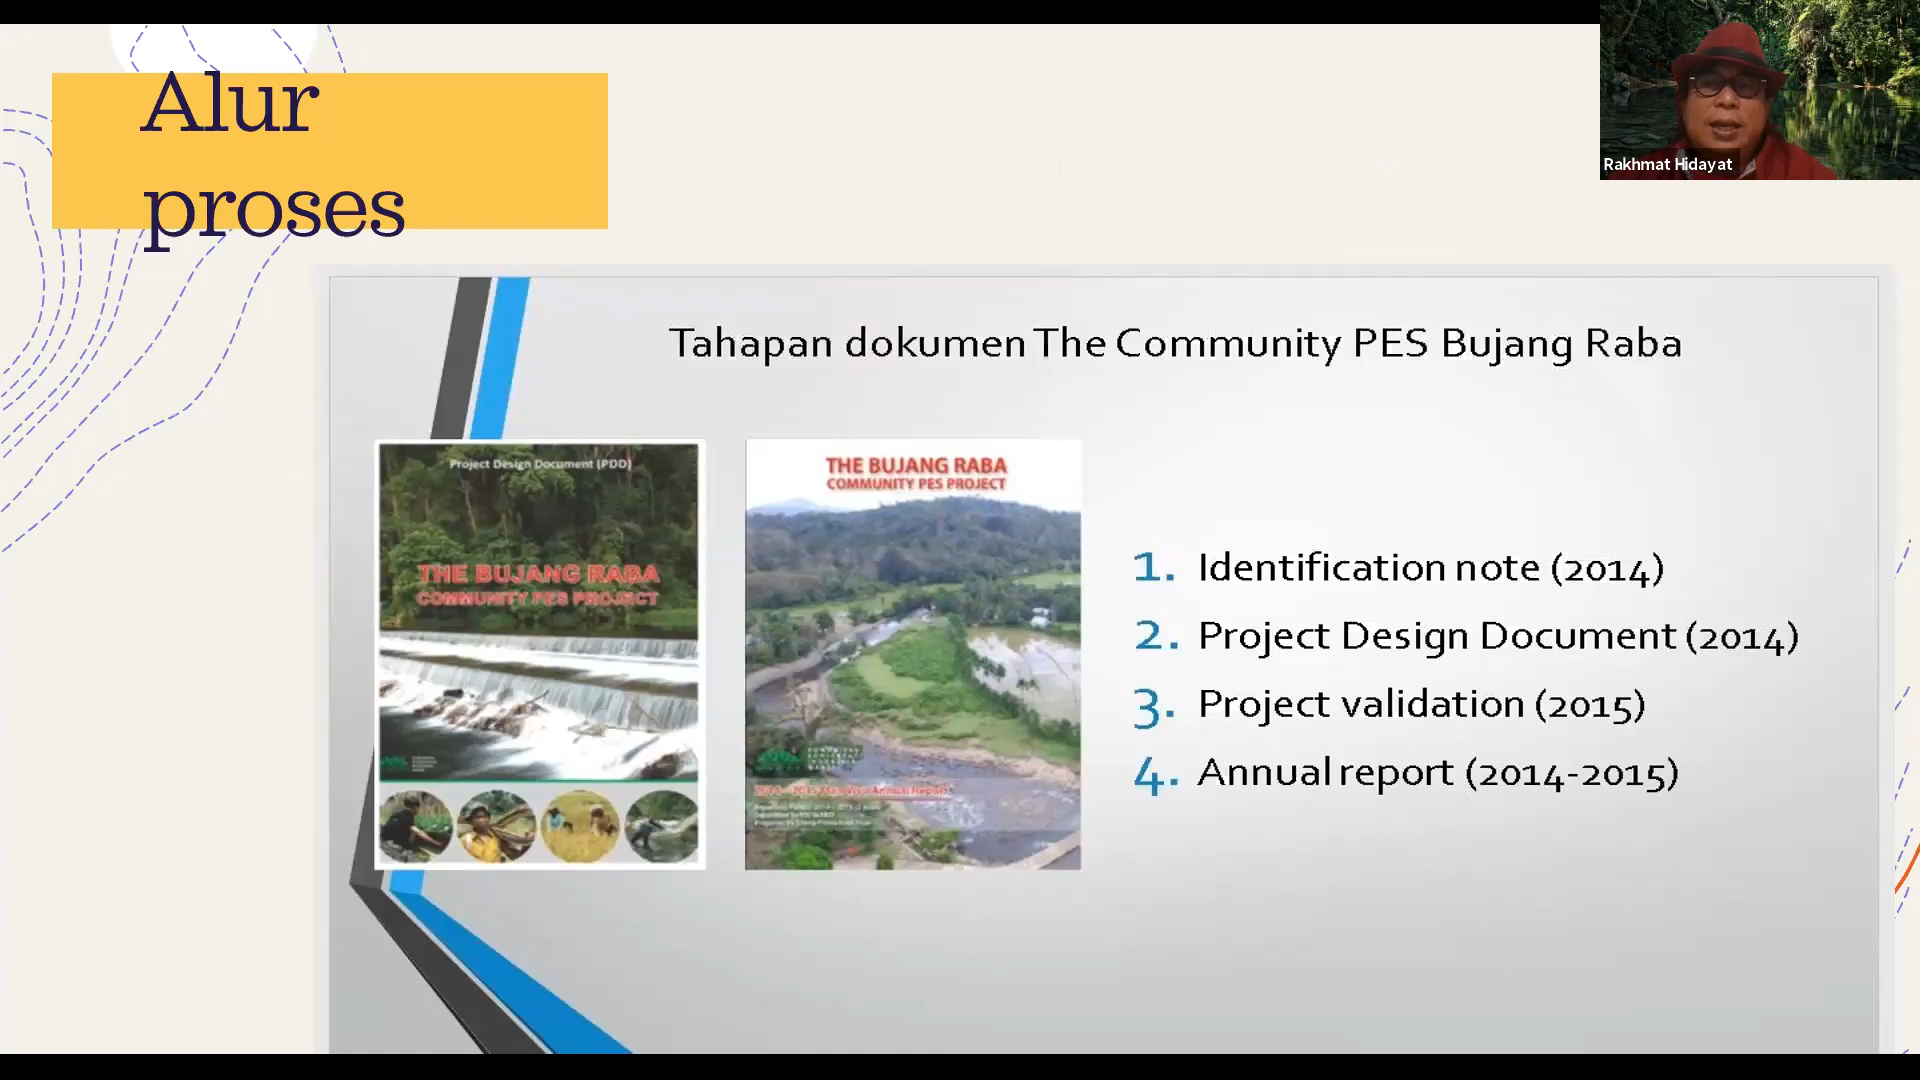 Alur
proses
Rakhmat Hidayat
Tahapan dokumen The Community PES Bujang Raba
Project Design Document (PDD)
THE BUJANG RABA
COMMUNITY PES PROJECT
THE BUJANG RABA
COMMUNITY PES PROJECT
Annual Report
1. Identification note (2014)
2. Project Design Document (2014)
3. Project validation (2015)
4. Annual report (2014-2015)